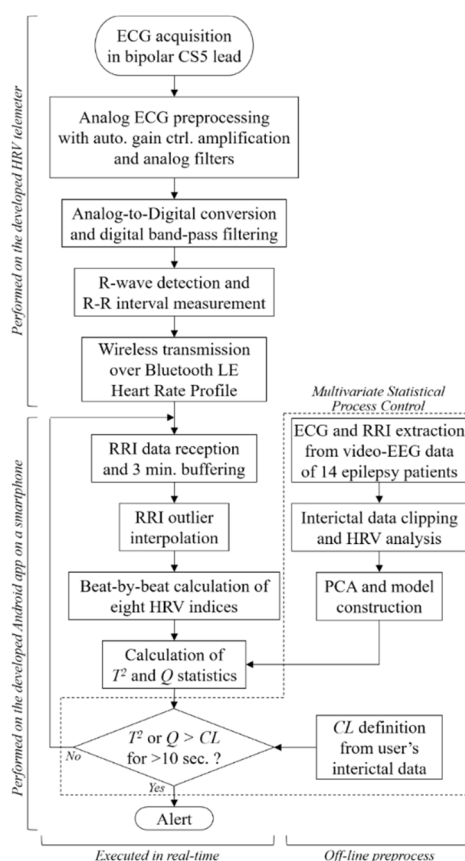 Performed on the developed HRV telemeter
ECG acquisition
in bipolar CS5 lead
Analog ECG preprocessing
with auto. gain ctrl. amplification
and analog filters
Analog-to-Digital conversion
and digital band-pass filtering
R-wave detection and
R-R interval measurement
Wireless transmission
over Bluetooth LE
Heart Rate Profile
Performed on the developed Android app on a smartphone
RRI data reception
and 3 min. buffering
RRI outlier
interpolation
Beat-by-beat calculation of
eight HRV indices
Calculation of
T² and Q statistics
T² or Q > CL
for >10 sec. ?
No
Yes
Alert
Multivariate Statistical
Process Control
ECG and RRI extraction
from video-EEG data
of 14 epilepsy patients
Interictal data clipping
and HRV analysis
PCA and model
construction
CL definition
from user's
interictal data
Executed in real-time
Off-line preprocess